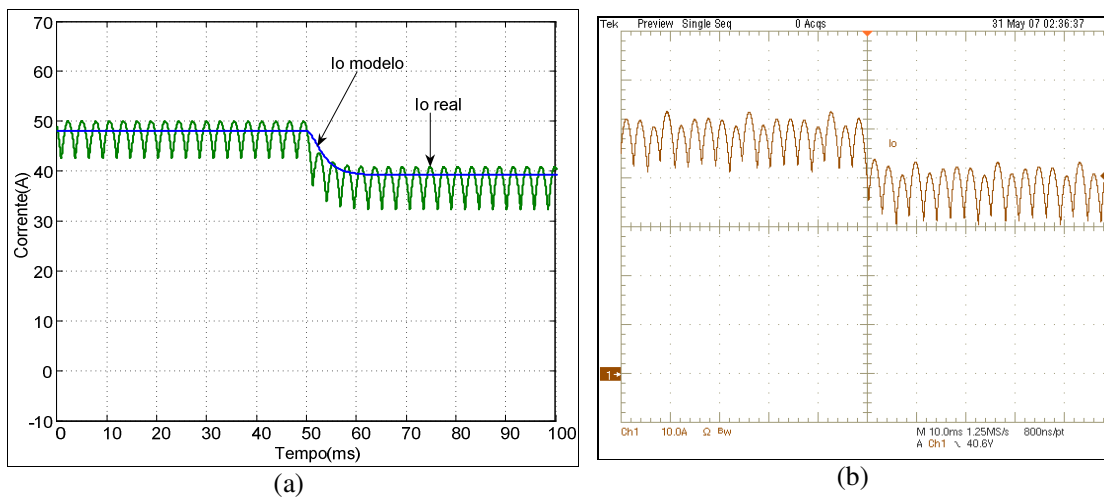 70
60
50
40
30
20
10
0
-10
Corrente(A)
Io modelo
Io real
0 10 20 30 40 50 60 70 80 90 100
Tempo(ms)
(a)
Tek Preview Single Seq 0 Acqs 31 May 07 02:36:37
Io
1
Ch1 10.0A Ω Bw M 10.0ms 1.25MS/s 800ns/pt
A Ch1 ↘ 40.6V
(b)